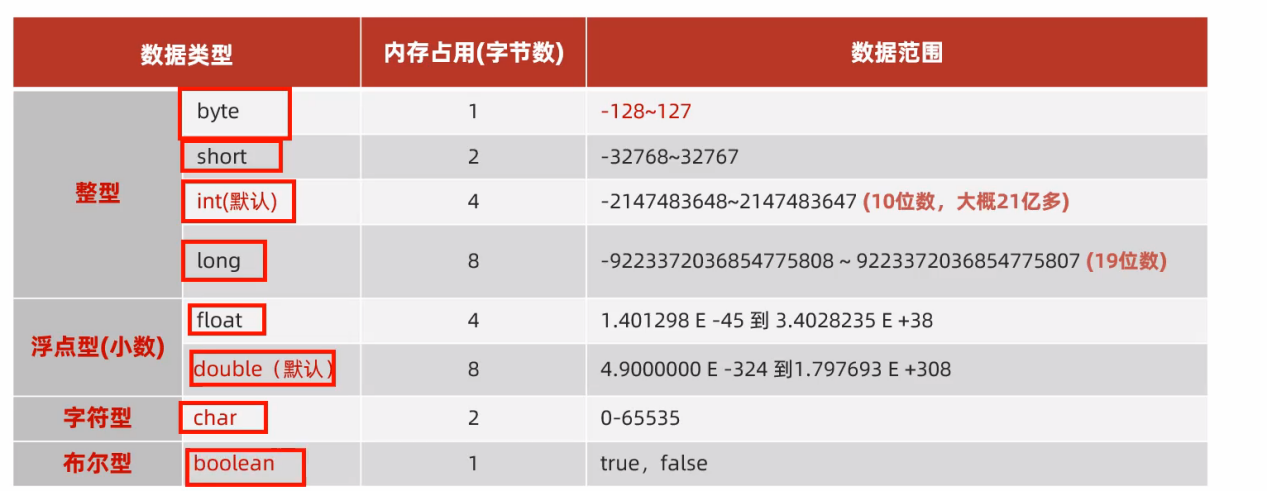 数据类型 内存占用(字节数) 数据范围
byte 1 -128~127
short 2 -32768~32767
整型
int(默认) 4 -2147483648~2147483647 (10位数，大概21亿多)
long 8 -9223372036854775808 ~ 9223372036854775807 (19位数)
float 4 1.401298 E -45 到 3.4028235 E +38
浮点型(小数)
double（默认） 8 4.9000000 E -324 到1.797693 E +308
字符型 char 2 0-65535
布尔型 boolean 1 true，false